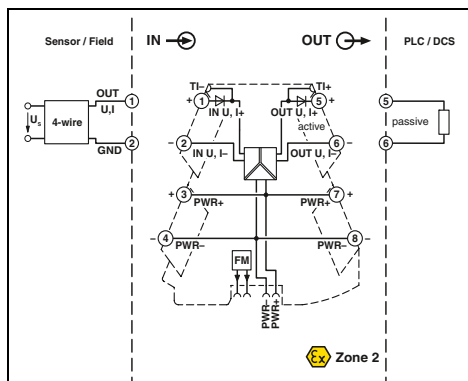 Sensor / Field IN OUT PLC / DCS
TI– TI+
OUT 1 + 1 5 + 5
U,I IN U, I+ OUT U, I+
Us 4-wire active passive
2 – 2 6 – 6
GND IN U, I– OUT U, I–
+ 3 7 +
PWR+ PWR+
– 4 8 –
PWR– PWR–
FM
PWR–
PWR+
Ex Zone 2